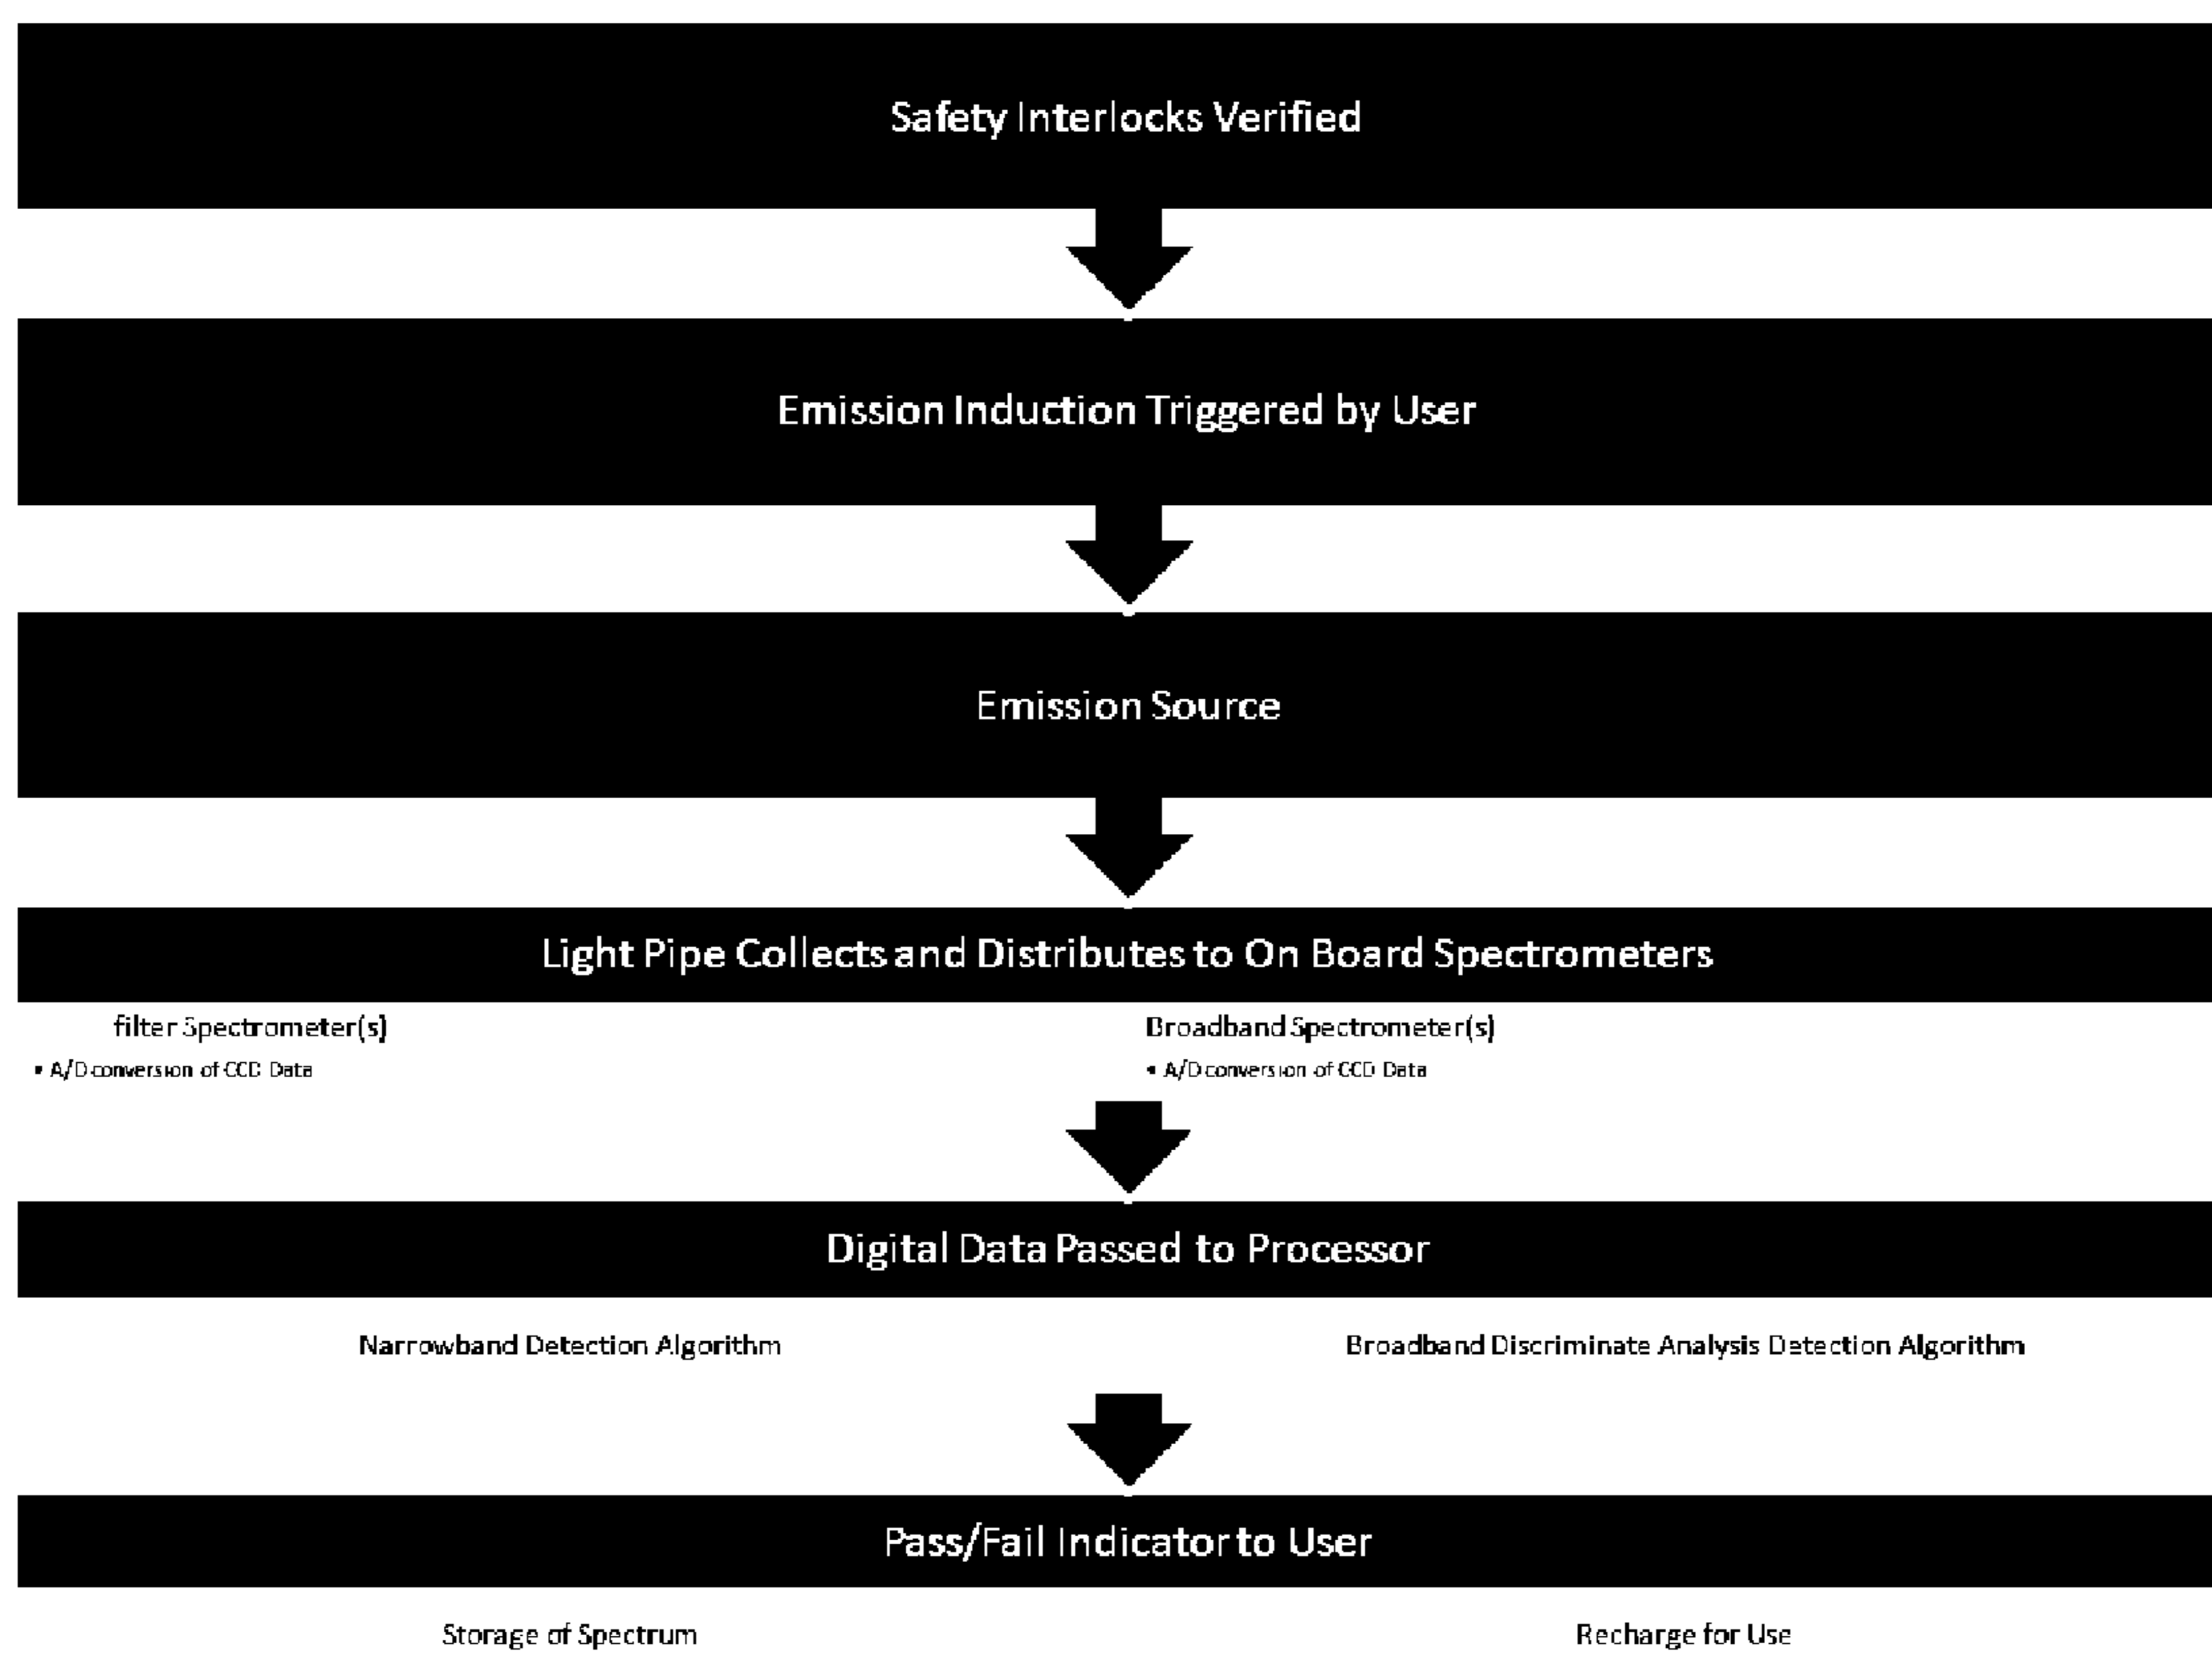 Safety Interlocks Verified
Emission Induction Triggered by User
Emission Source
Light Pipe Collects and Distributes to On Board Spectrometers
filter Spectrometer(s)
• A/D conversion of CCD Data
Broadband Spectrometer(s)
• A/D conversion of CCD Data
Digital Data Passed to Processor
Narrowband Detection Algorithm
Broadband Discriminate Analysis Detection Algorithm
Pass/Fail Indicator to User
Storage of Spectrum
Recharge for Use